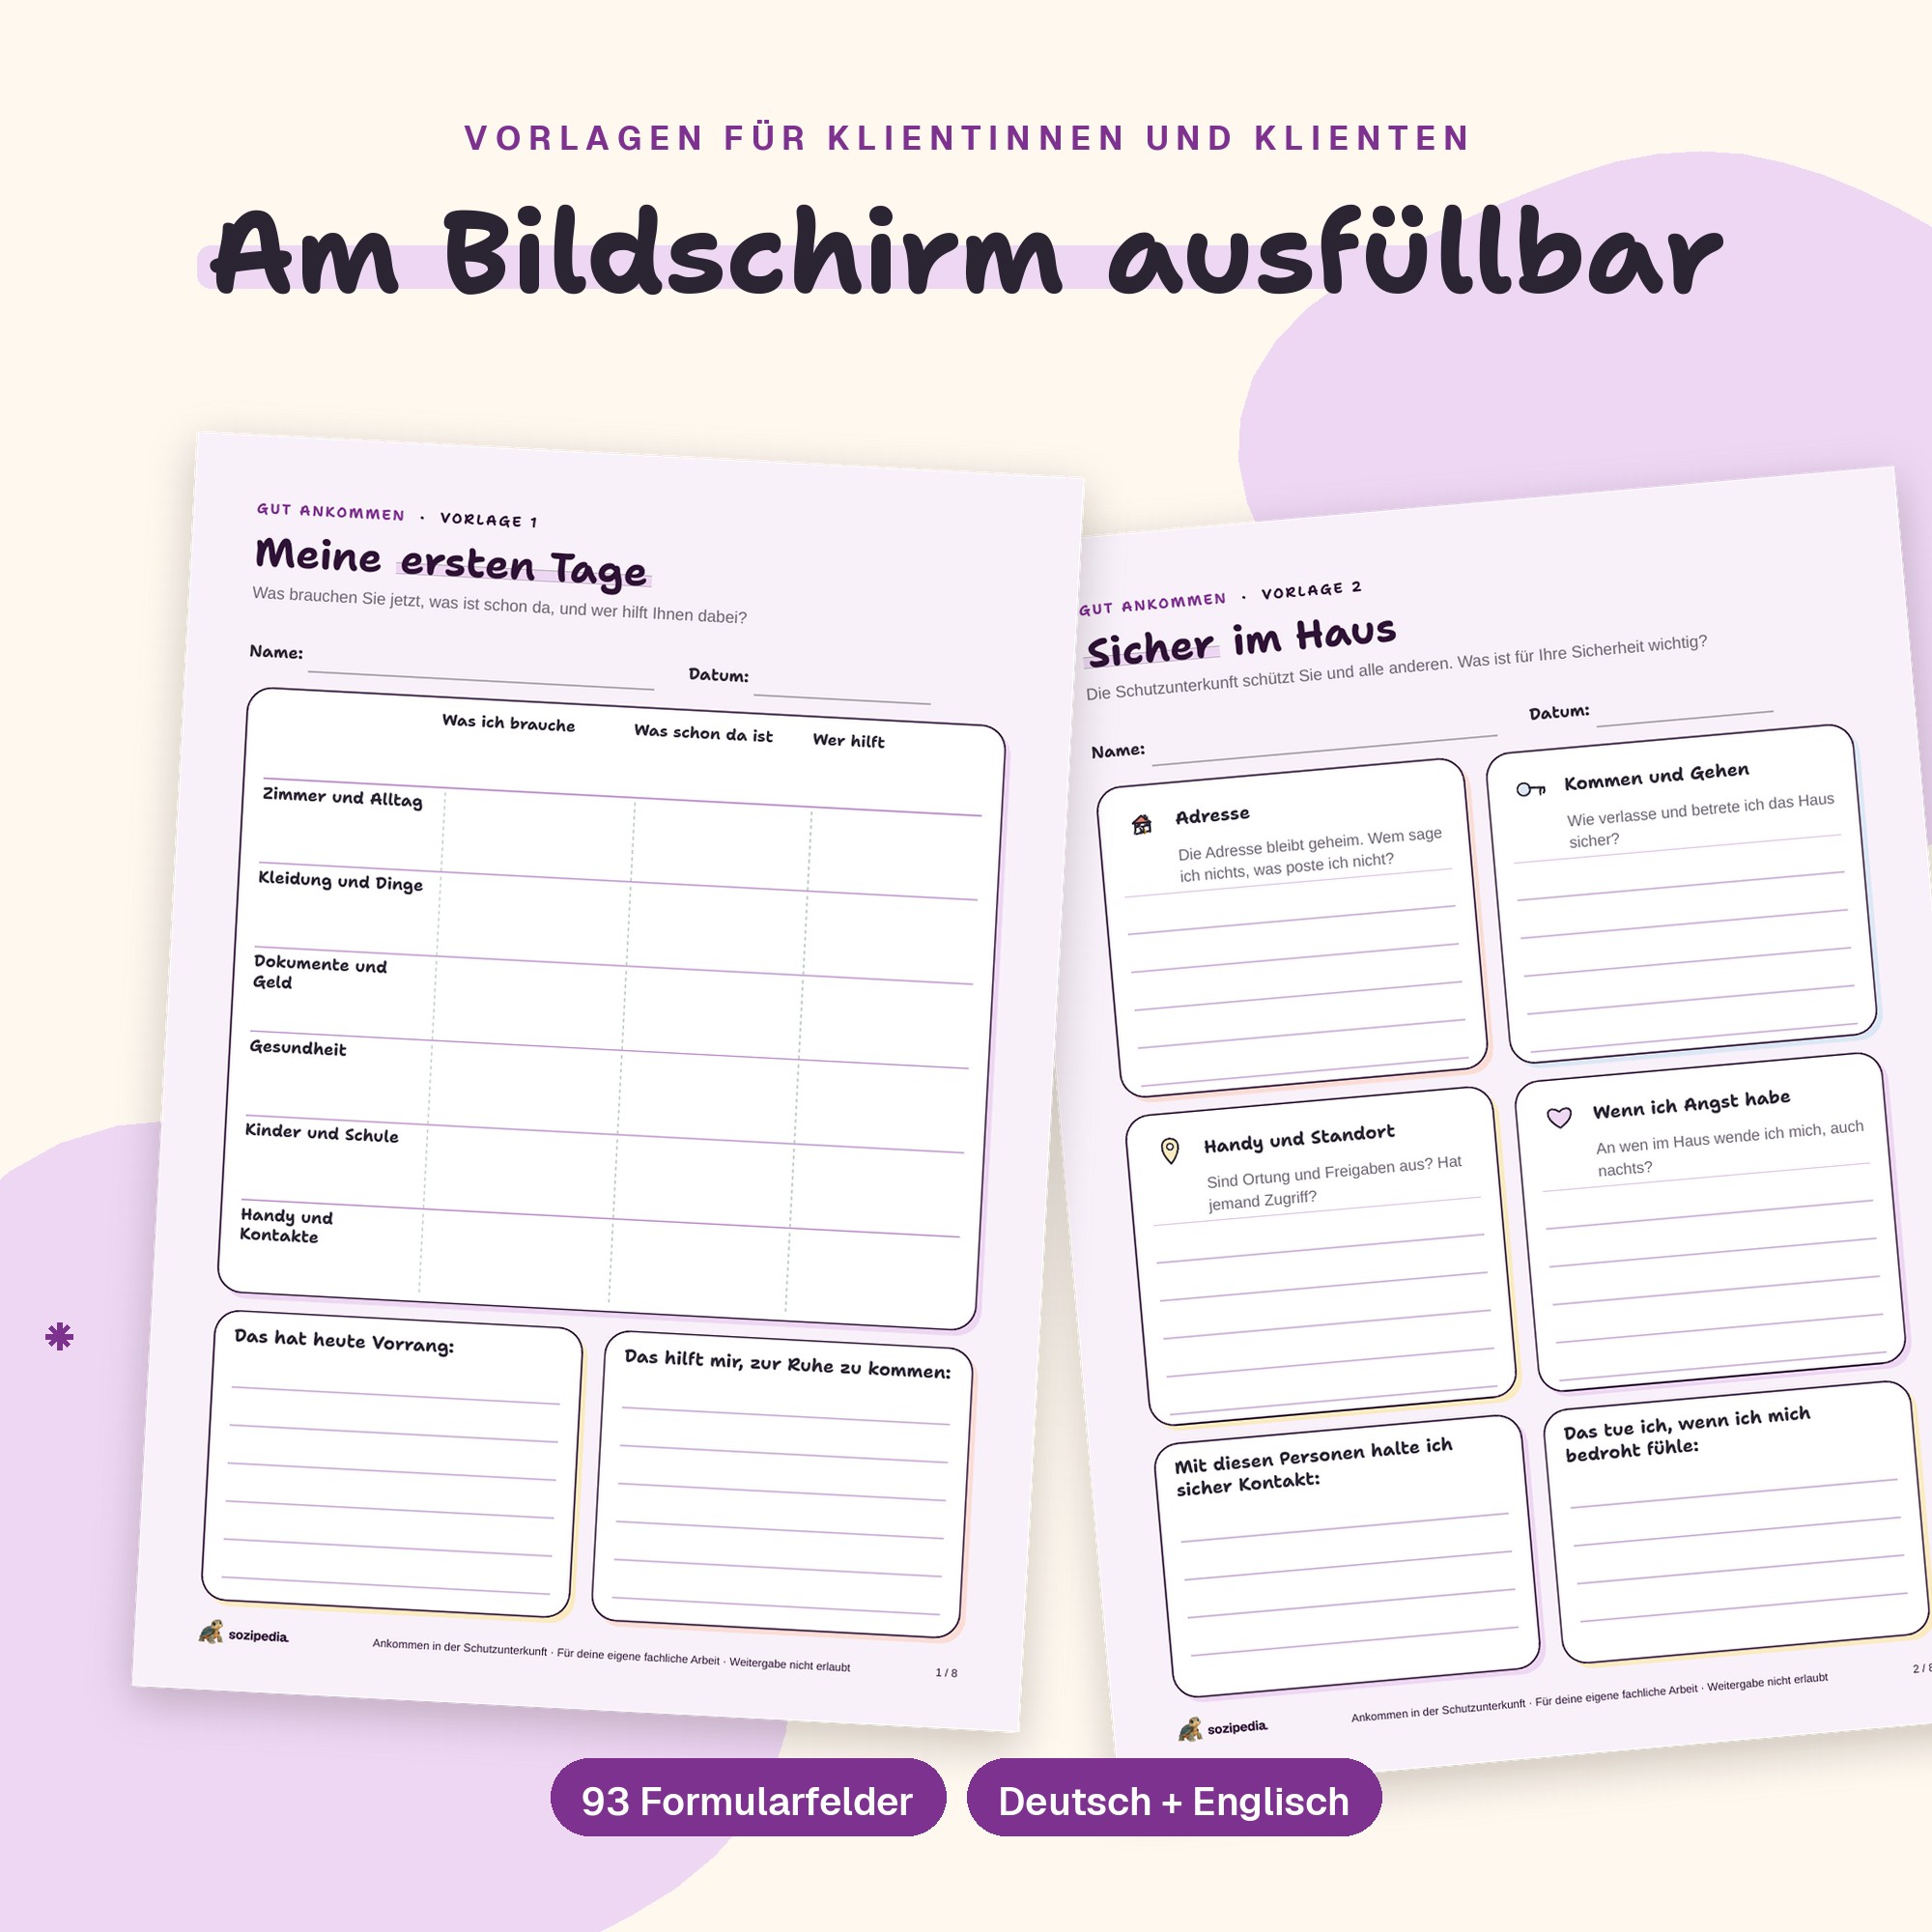 VORLAGEN FÜR KLIENTINNEN UND KLIENTEN
Am Bildschirm ausfüllbar
GUT ANKOMMEN · VORLAGE 1
Meine ersten Tage
Was brauchen Sie jetzt, was ist schon da, und wer hilft Ihnen dabei?
Name:
Datum:
Was ich brauche
Was schon da ist
Wer hilft
Zimmer und Alltag
Kleidung und Dinge
Dokumente und
Geld
Gesundheit
Kinder und Schule
Handy und
Kontakte
Das hat heute Vorrang:
Das hilft mir, zur Ruhe zu kommen:
sozipedia.
Ankommen in der Schutzunterkunft · Für deine eigene fachliche Arbeit · Weitergabe nicht erlaubt
1 / 8
GUT ANKOMMEN · VORLAGE 2
Sicher im Haus
Die Schutzunterkunft schützt Sie und alle anderen. Was ist für Ihre Sicherheit wichtig?
Name:
Datum:
Adresse
Die Adresse bleibt geheim. Wem sage
ich nichts, was poste ich nicht?
Kommen und Gehen
Wie verlasse und betrete ich das Haus
sicher?
Handy und Standort
Sind Ortung und Freigaben aus? Hat
jemand Zugriff?
Wenn ich Angst habe
An wen im Haus wende ich mich, auch
nachts?
Mit diesen Personen halte ich
sicher Kontakt:
Das tue ich, wenn ich mich
bedroht fühle:
sozipedia.
Ankommen in der Schutzunterkunft · Für deine eigene fachliche Arbeit · Weitergabe nicht erlaubt
2 / 8
93 Formularfelder
Deutsch + Englisch